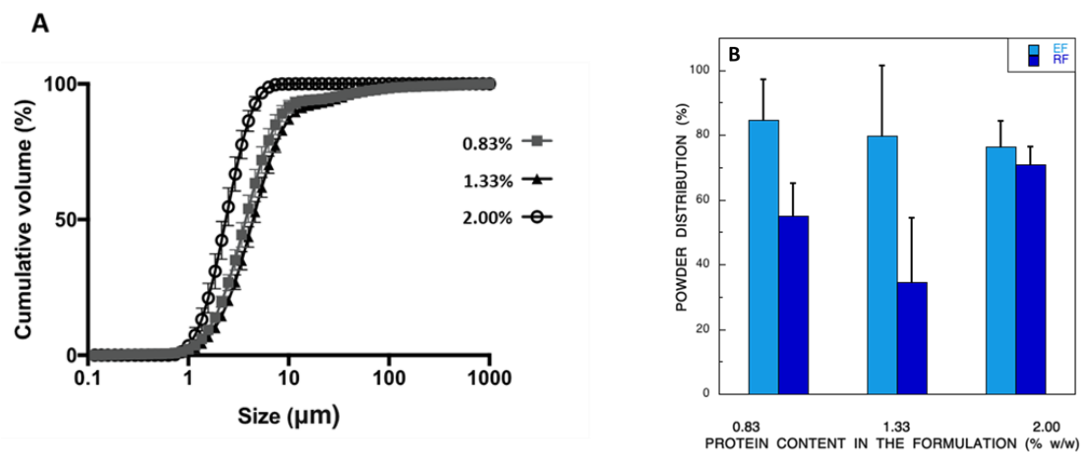 A
Cumulative volume (%)
100
50
0
0.1 1 10 100 1000
Size (µm)
0.83%
1.33%
2.00%
B
EF
RF
POWDER DISTRIBUTION (%)
100
80
60
40
20
0
0.83 1.33 2.00
PROTEIN CONTENT IN THE FORMULATION (% w/w)